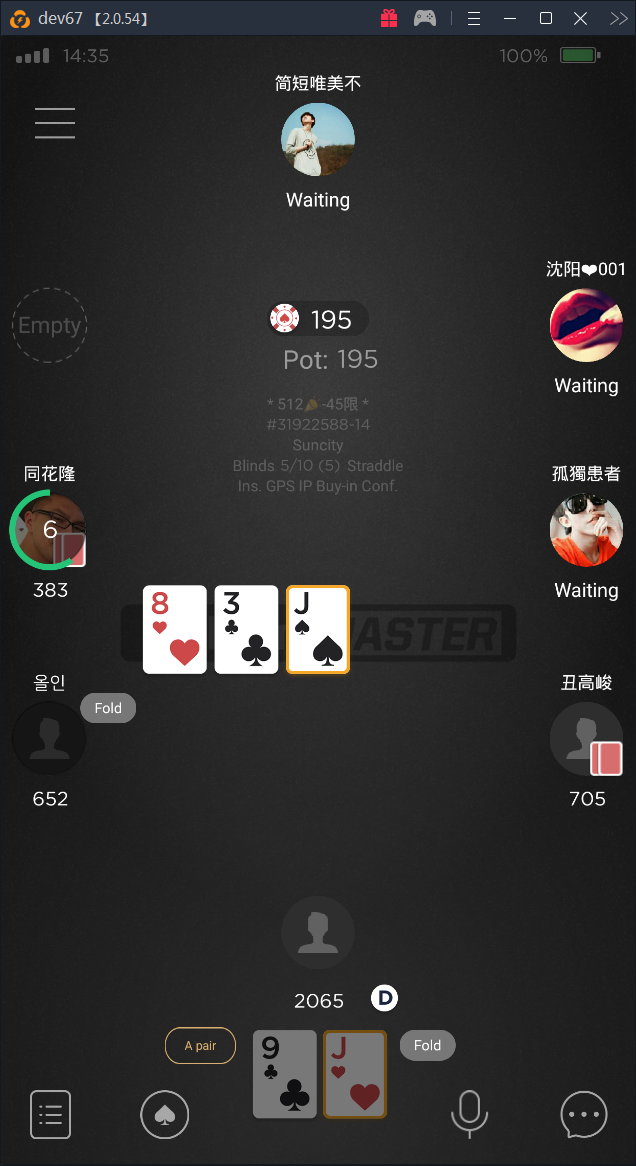 dev67 【2.0.54】
14:35
100%
简短唯美不
Waiting
沈阳❤001
Waiting
Empty
195
Pot: 195
* 512🎉-45限 *
#31922588-14
Suncity
Blinds 5/10 (5) Straddle
Ins. GPS IP Buy-in Conf.
同花隆
6
383
孤獨患者
Waiting
8
3
J
ASTER
올인
Fold
652
丑高峻
705
2065
D
A pair
9
J
Fold